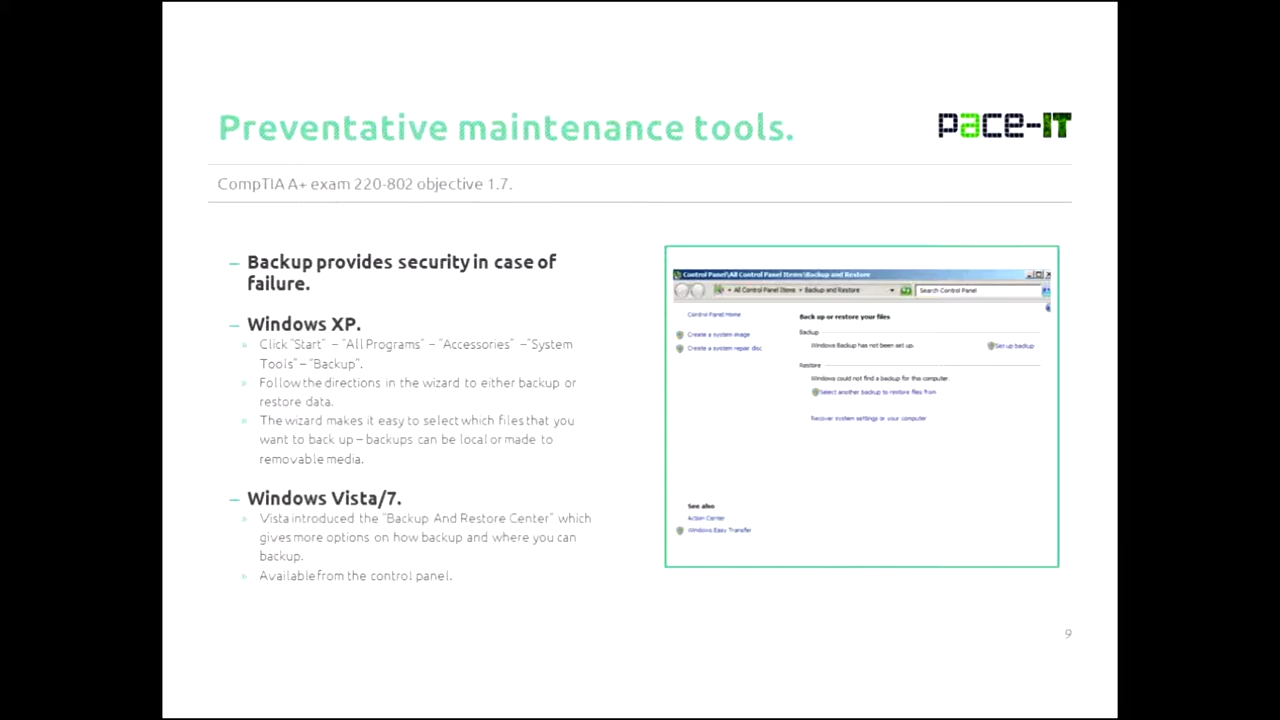 Preventative maintenance tools.
pace-IT
CompTIA A+ exam 220-802 objective 1.7.
– Backup provides security in case of
failure.
– Windows XP.
» Click "Start" – "All Programs" – "Accessories" –"System
Tools" – "Backup".
» Follow the directions in the wizard to either backup or
restore data.
» The wizard makes it easy to select which files that you
want to back up – backups can be local or made to
removable media.
– Windows Vista/7.
» Vista introduced the "Backup And Restore Center" which
gives more options on how backup and where you can
backup.
» Available from the control panel.
Control Panel\All Control Panel Items\Backup and Restore
All Control Panel Items
Backup and Restore
Search Control Panel
Control Panel Home
Create a system image
Create a system repair disc
Back up or restore your files
Backup
Windows Backup has not been set up.
Set up backup
Restore
Windows could not find a backup for this computer.
Select another backup to restore files from
Recover system settings or your computer
See also
Action Center
Windows Easy Transfer
9